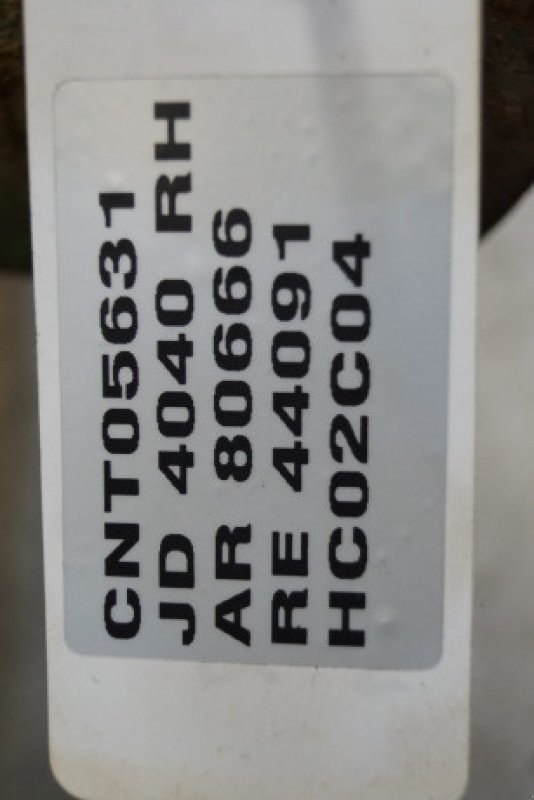 CNT05631
JD 4040 RH
AR 80666
RE 44091
HC02C04